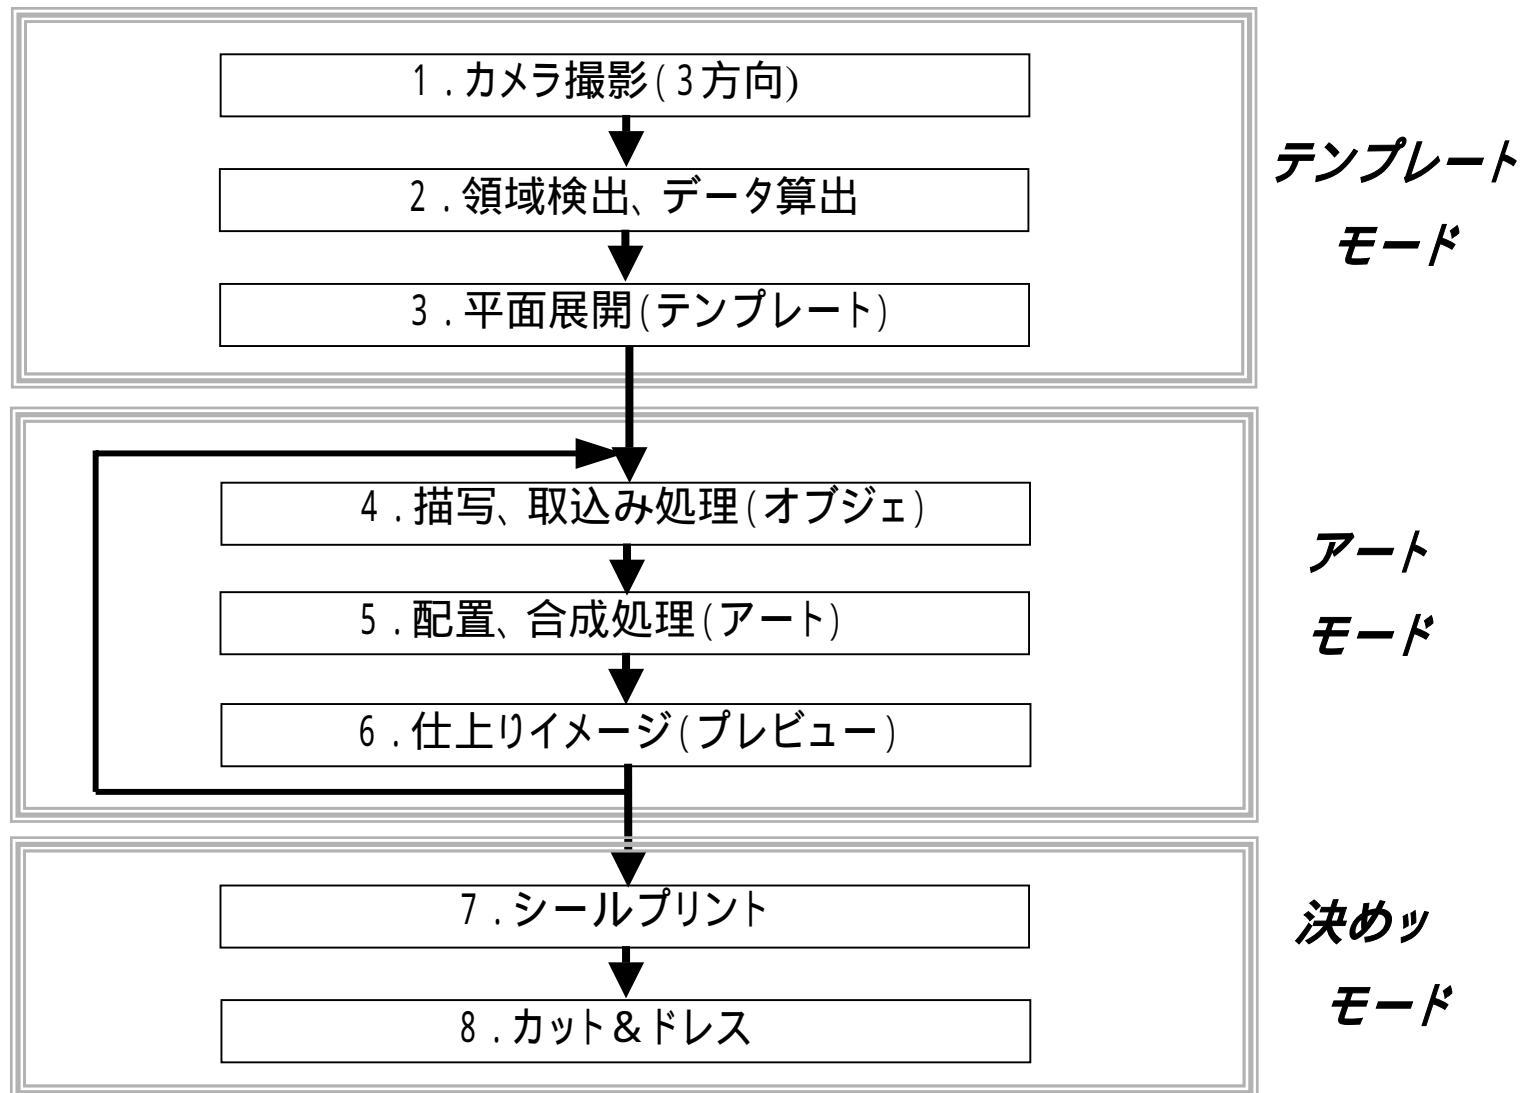 1．カメラ撮影(3方向)
2．領域検出、データ算出
3．平面展開(テンプレート)
テンプレート
モード
4．描写、取込み処理(オブジェ)
5．配置、合成処理(アート)
6．仕上りイメージ(プレビュー)
アート
モード
7．シールプリント
8．カット＆ドレス
決めッ
モード